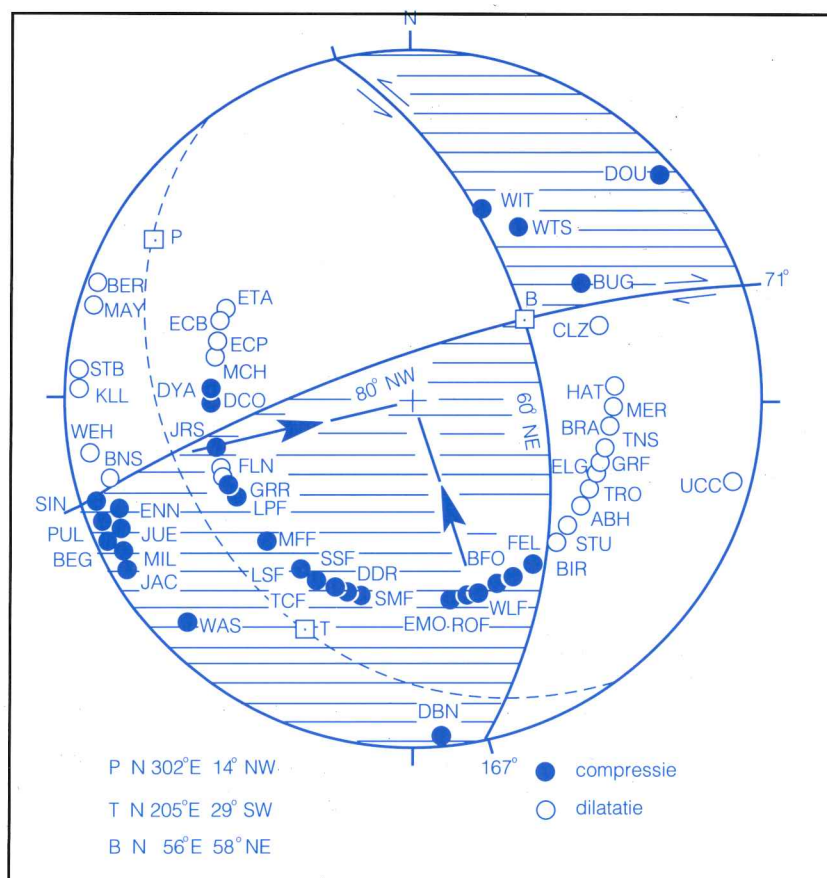 N
DOU
WIT
WTS
P
BUG
B
71°
BER
ETA
MAY
ECB
CLZ
ECP
MCH
STB
80° NW
DYA
HAT
KLL
DCO
MER
60° NE
BRA
JRS
WEH
TNS
BNS
FLN
ELG GRF
GRR
UCC
SIN
LPF
TRO
ENN
ABH
PUL
JUE
MFF
STU
BEG
MIL
SSF
BFO
FEL
BIR
JAC
LSF
DDR
TCF
SMF
WLF
WAS
T
EMO ROF
DBN
167°
P N 302°E 14° NW
compressie
T N 205°E 29° SW
dilatatie
B N 56°E 58° NE